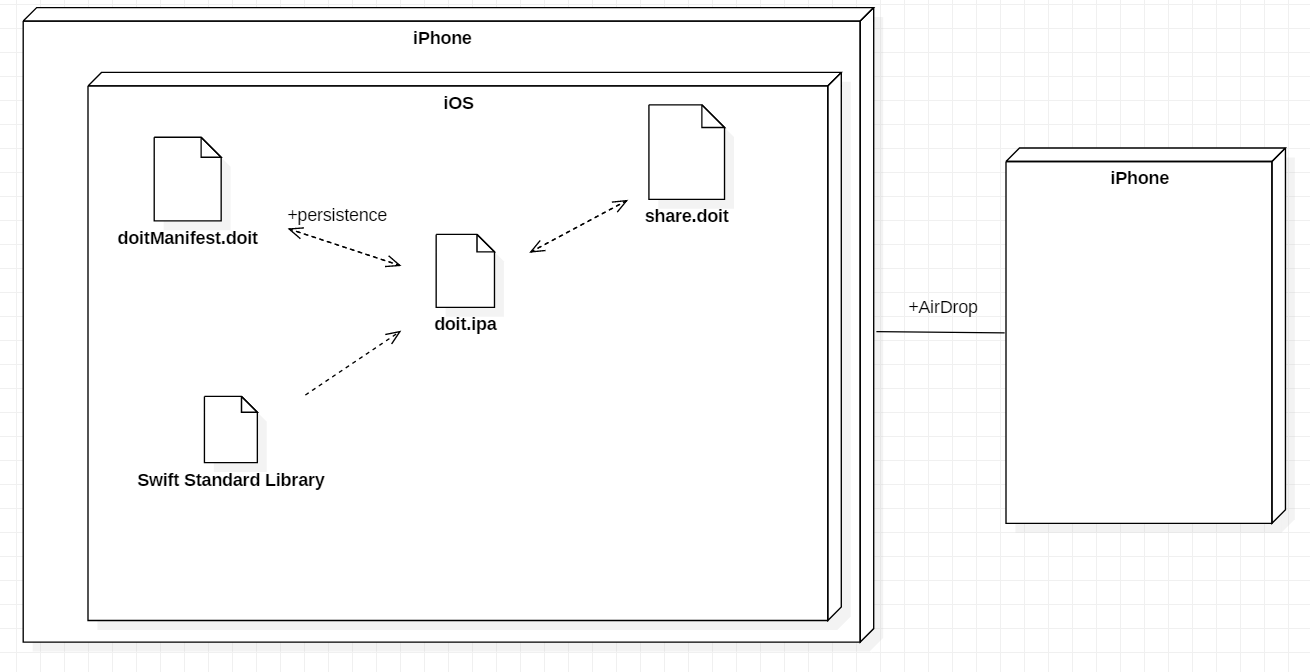 iPhone
iOS
iPhone
+persistence
share.doit
doitManifest.doit
+AirDrop
doit.ipa
Swift Standard Library